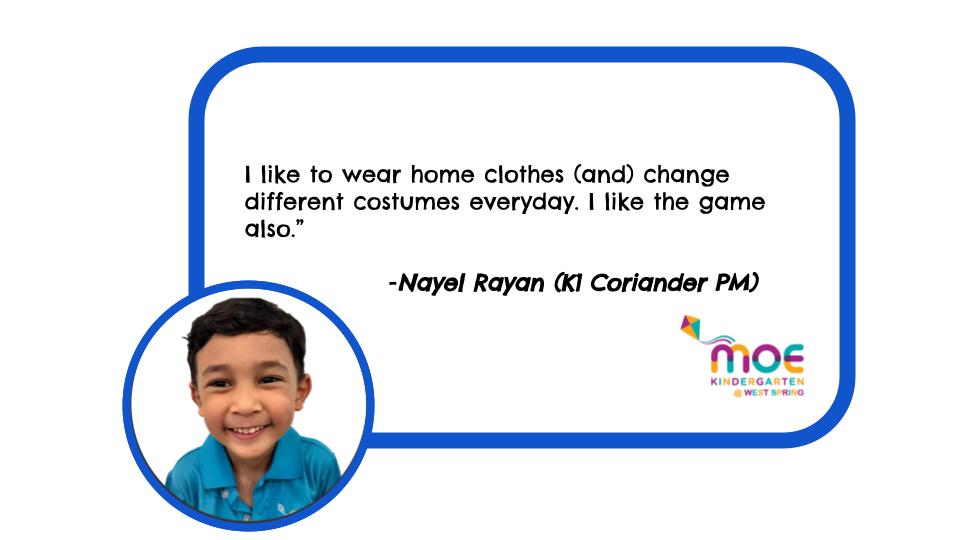 I like to wear home clothes (and) change
different costumes everyday. I like the game
also.”
-Nayel Rayan (K1 Coriander PM)
moe
KINDERGARTEN
@ WEST SPRING